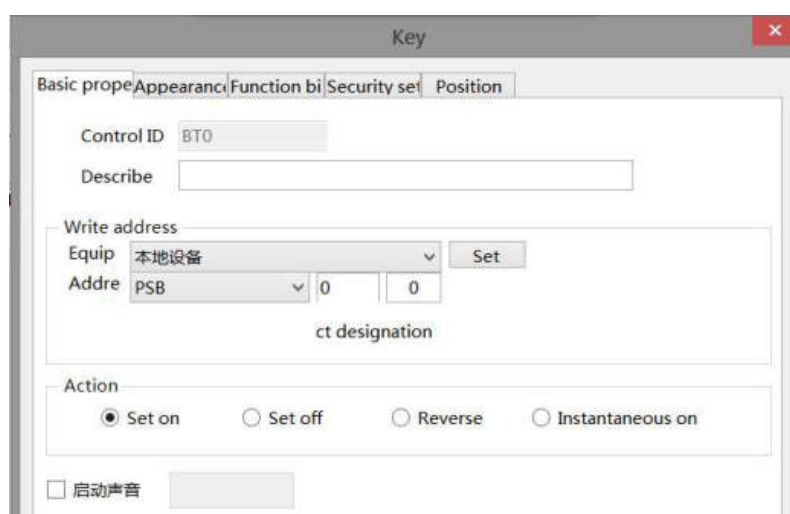 Key
Basic prope Appearanc Function bi Security set Position
Control ID BT0
Describe
Write address
Equip 本地设备 Set
Addre PSB 0 0
ct designation
Action
Set on Set off Reverse Instantaneous on
启动声音